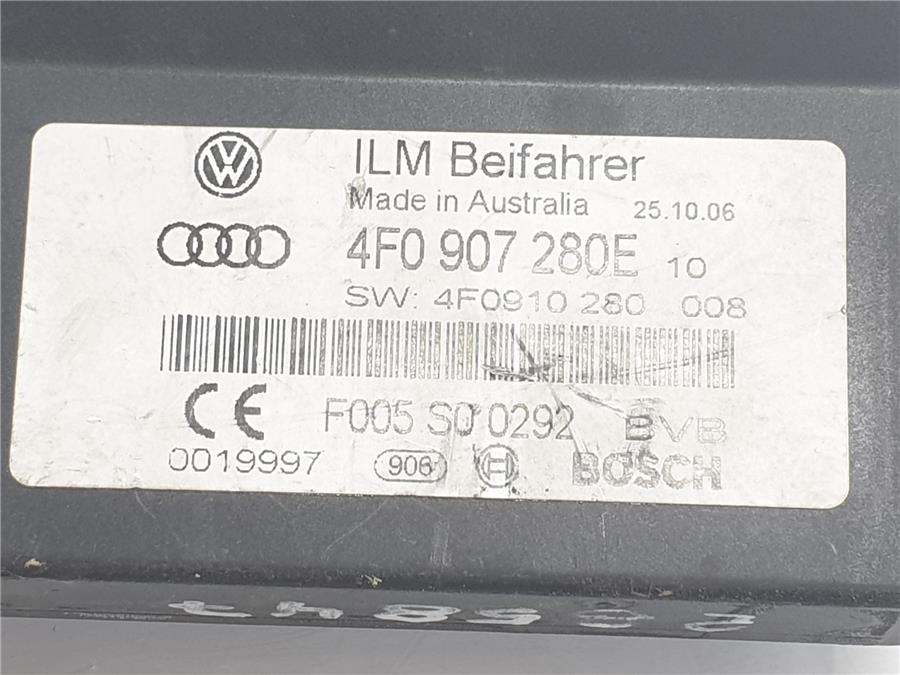 ILM Beifahrer
Made in Australia 25.10.06
4F0 907 280E 10
SW: 4F0910 280 008
CE
F005 S0 0292 BVB
0019997 906 H BOSCH